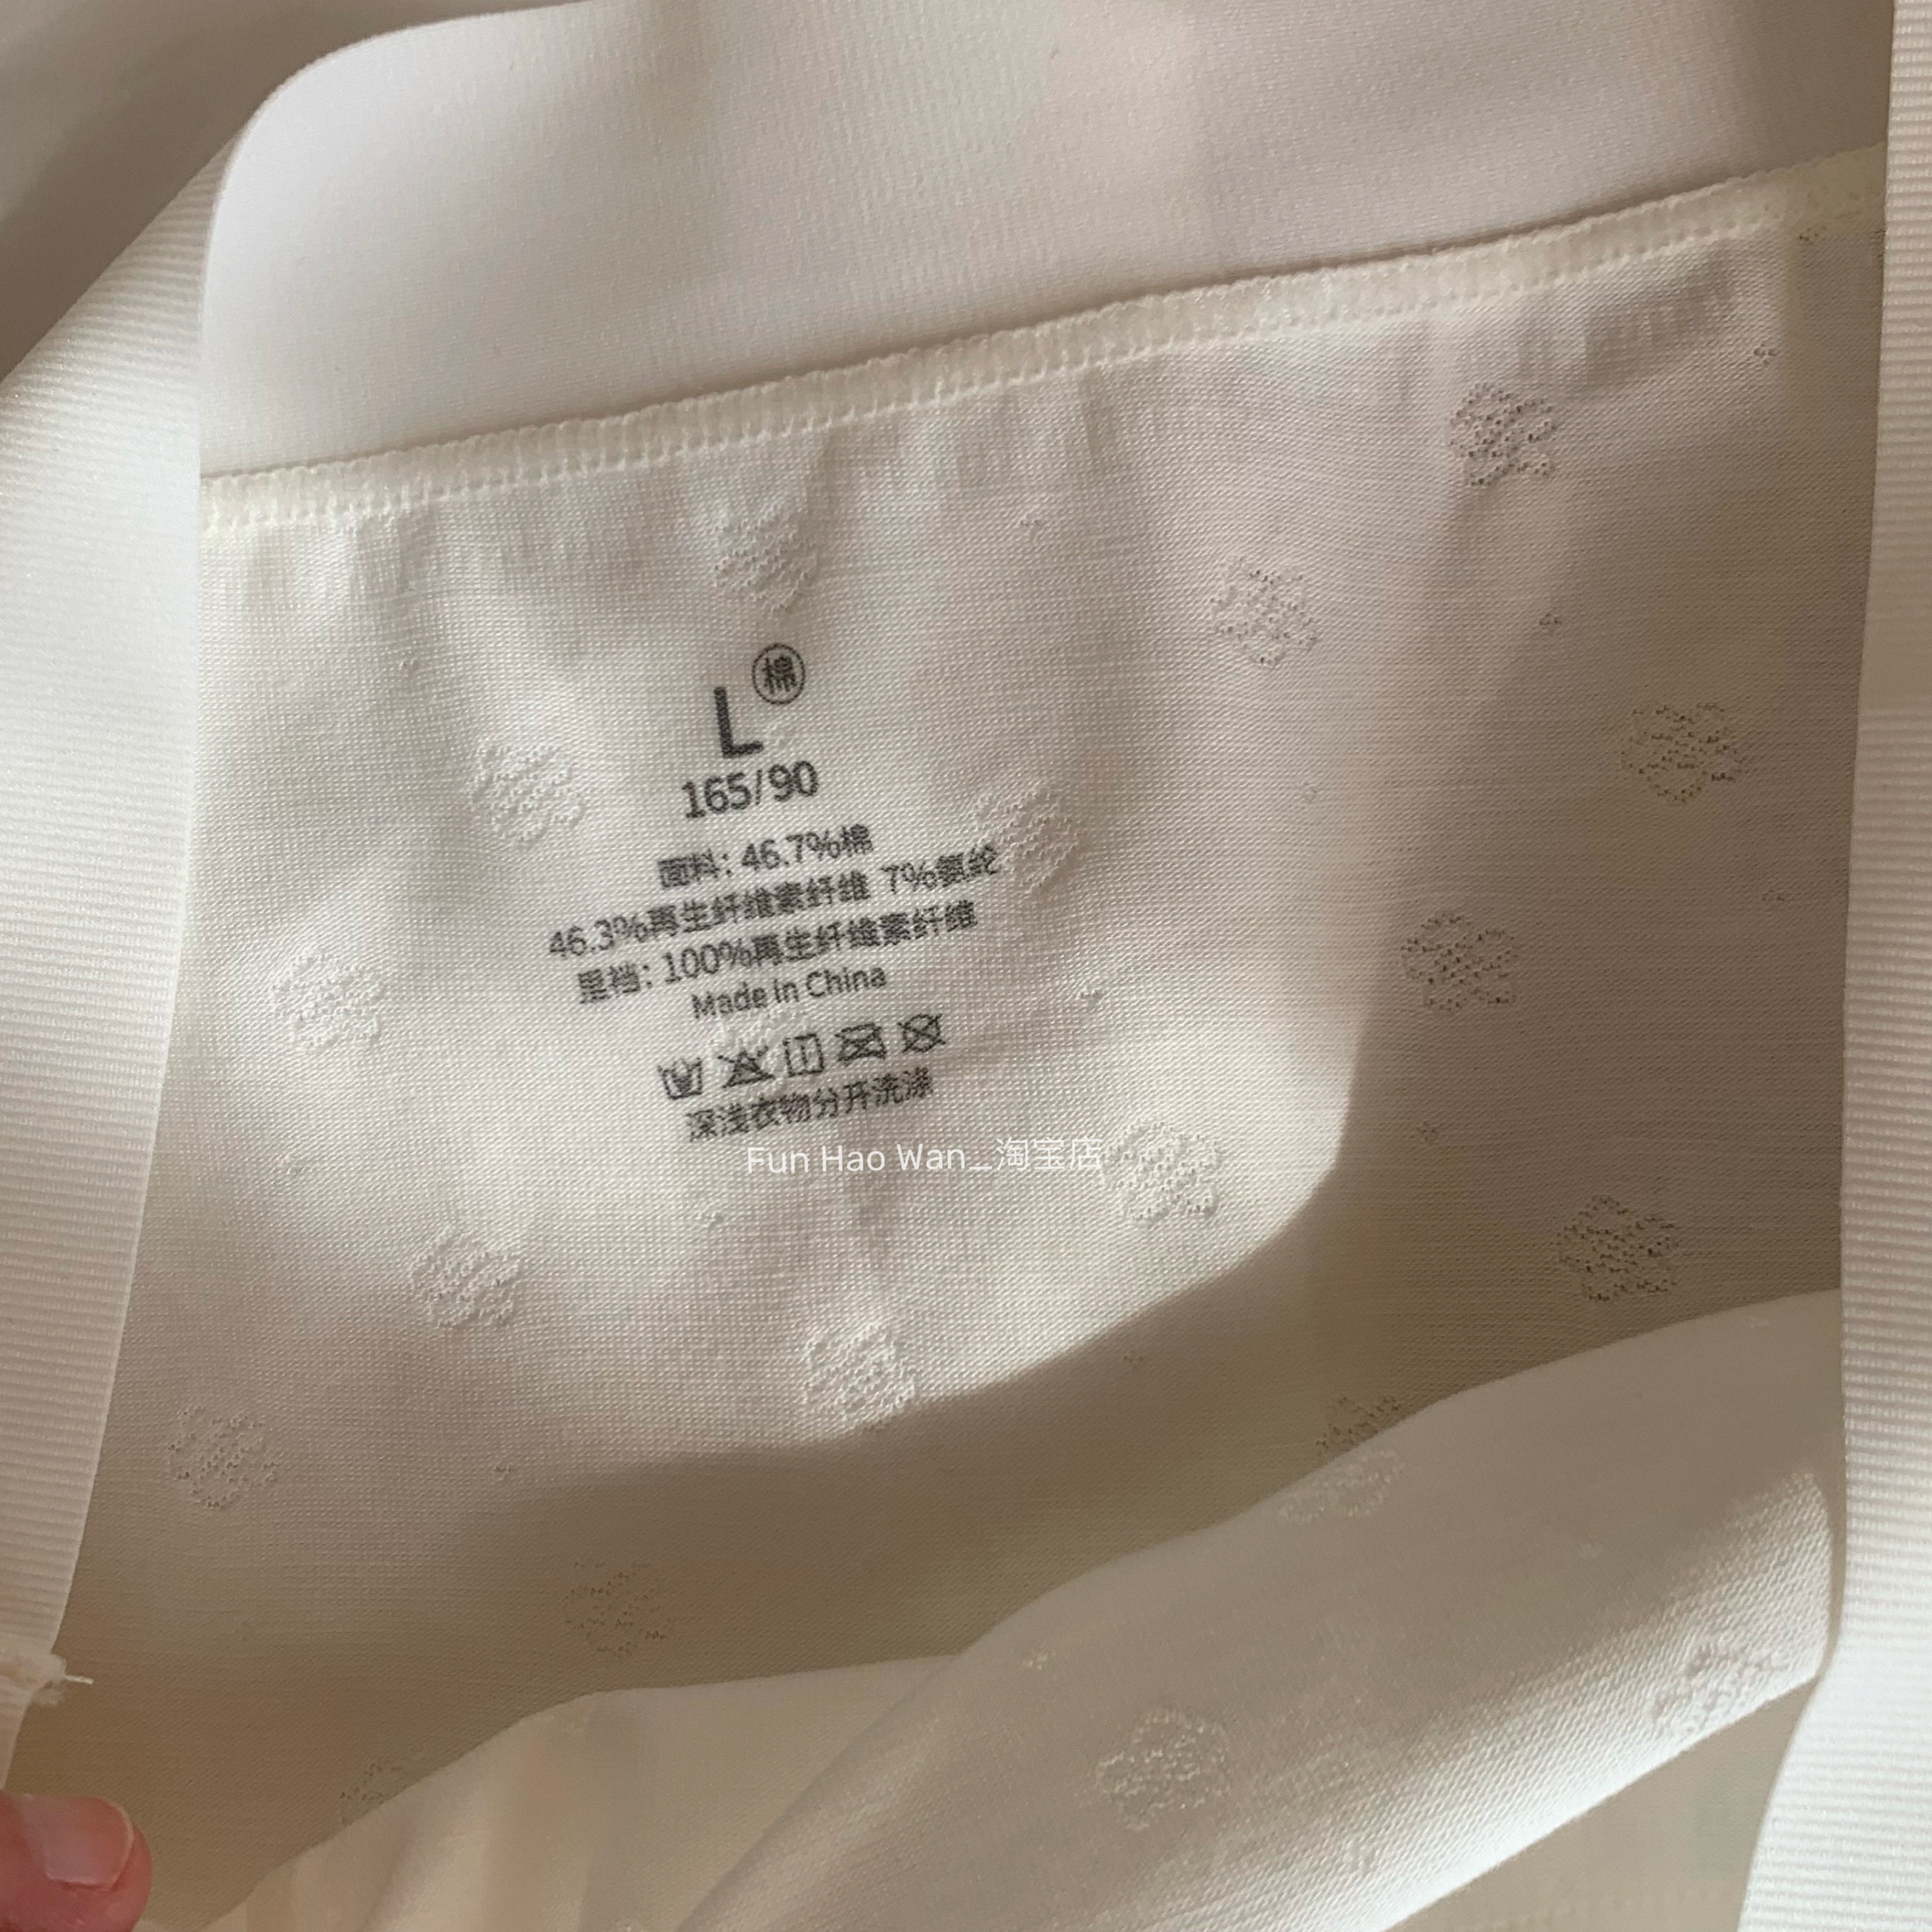 棉
L
165/90
面料: 46.7%棉
46.3%再生纤维素纤维 7%氨纶
里裆: 100%再生纤维素纤维
Made in China
深浅衣物分开洗涤
Fun Hao Wan_淘宝店